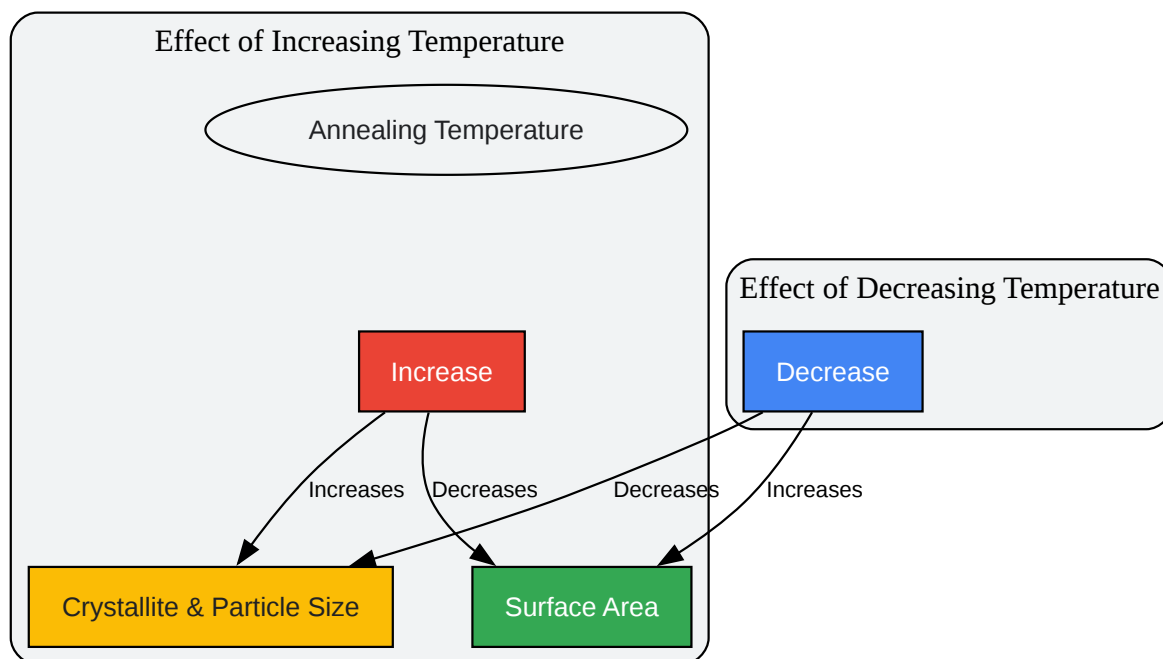 Effect of Increasing Temperature
Annealing Temperature
Effect of Decreasing Temperature
Increase
Decrease
Increases
Decreases
Decreases
Increases
Crystallite & Particle Size
Surface Area